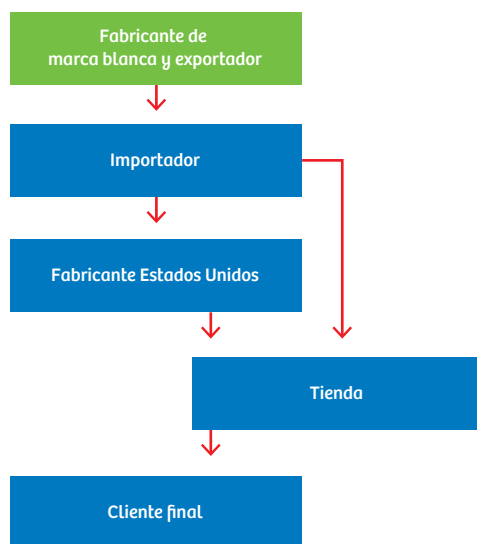 Fabricante de
marca blanca y exportador
Importador
Fabricante Estados Unidos
Tienda
Cliente final